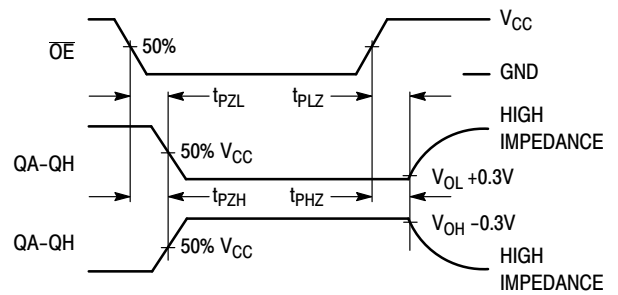 V_CC
OE
50%
GND
t_PZL
t_PLZ
HIGH
IMPEDANCE
QA-QH
50% V_CC
V_OL +0.3V
t_PZH
t_PHZ
V_OH -0.3V
QA-QH
50% V_CC
HIGH
IMPEDANCE